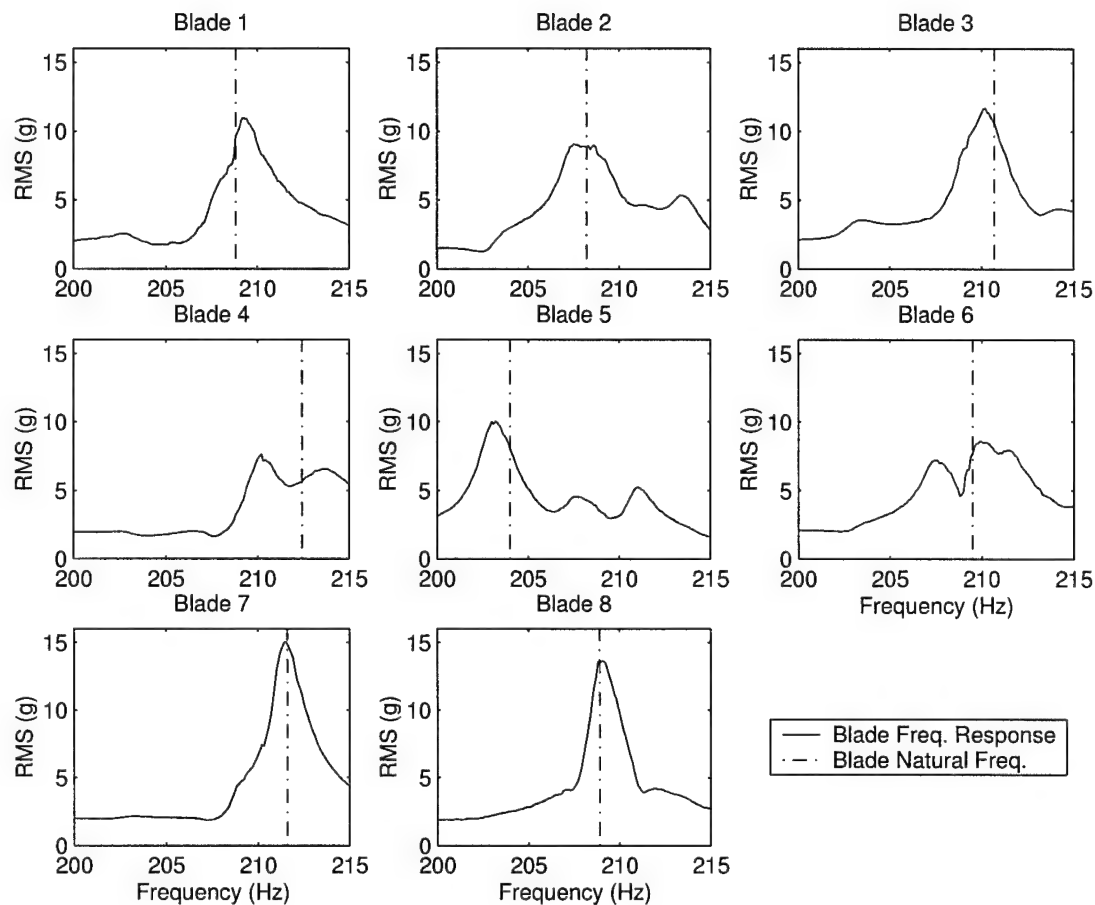 Blade 1
Blade 2
Blade 3
RMS (g)
15
10
5
0
200 205 210 215
RMS (g)
15
10
5
0
200 205 210 215
RMS (g)
15
10
5
0
200 205 210 215
Blade 4
Blade 5
Blade 6
RMS (g)
15
10
5
0
200 205 210 215
RMS (g)
15
10
5
0
200 205 210 215
RMS (g)
15
10
5
0
200 205 210 215
Frequency (Hz)
Blade 7
Blade 8
RMS (g)
15
10
5
0
200 205 210 215
Frequency (Hz)
RMS (g)
15
10
5
0
200 205 210 215
Frequency (Hz)
Blade Freq. Response
Blade Natural Freq.